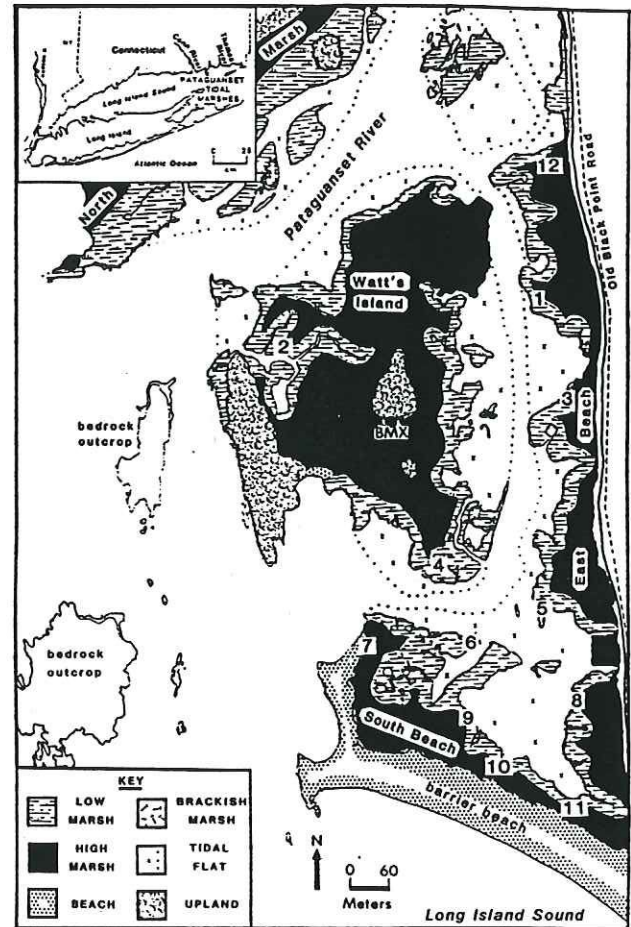 Connecticut
NY
PATAGUANSET
TIDAL
MARSHES
Long Island Sound
Long Island
Atlantic Ocean
Marsh
North
Pataguanset River
Old Black Point Road
12
Watt's
Island
1
2
3
Beach
bedrock
outcrop
BMX
4
East
5
bedrock
outcrop
7
6
8
South Beach
9
10
11
barrier beach
KEY
LOW
MARSH
BRACKISH
MARSH
HIGH
MARSH
TIDAL
FLAT
BEACH
UPLAND
N
0 60
Meters
Long Island Sound